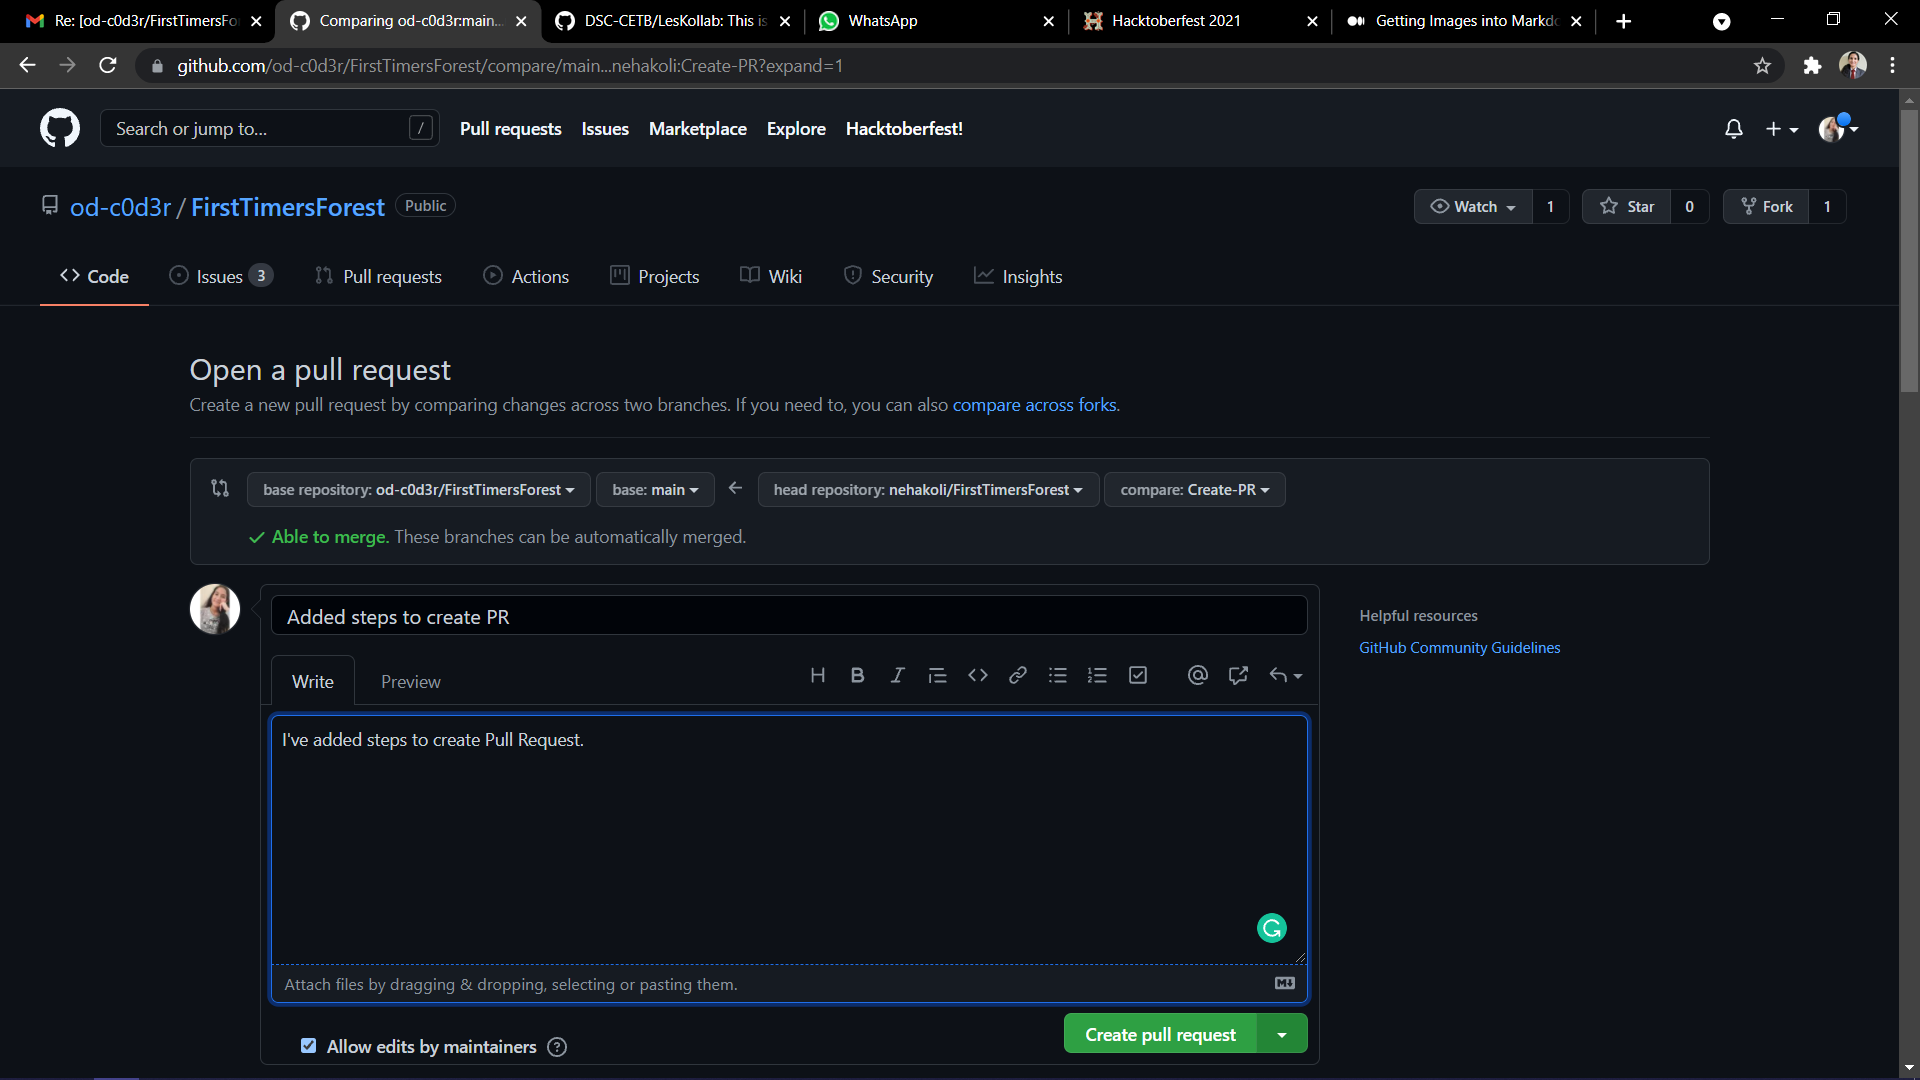 Re: [od-c0d3r/FirstTimersFo
Comparing od-c0d3r:main...
DSC-CETB/LesKollab: This is
WhatsApp
Hacktoberfest 2021
Getting Images into Markdo
github.com/od-c0d3r/FirstTimersForest/compare/main...nehakoli:Create-PR?expand=1
Search or jump to... /
Pull requests Issues Marketplace Explore Hacktoberfest!
od-c0d3r / FirstTimersForest Public
Watch 1 Star 0 Fork 1
Code Issues 3 Pull requests Actions Projects Wiki Security Insights
Open a pull request
Create a new pull request by comparing changes across two branches. If you need to, you can also compare across forks.
base repository: od-c0d3r/FirstTimersForest base: main head repository: nehakoli/FirstTimersForest compare: Create-PR
Able to merge. These branches can be automatically merged.
Added steps to create PR
Helpful resources
GitHub Community Guidelines
Write Preview
I've added steps to create Pull Request.
Attach files by dragging & dropping, selecting or pasting them.
Allow edits by maintainers
Create pull request